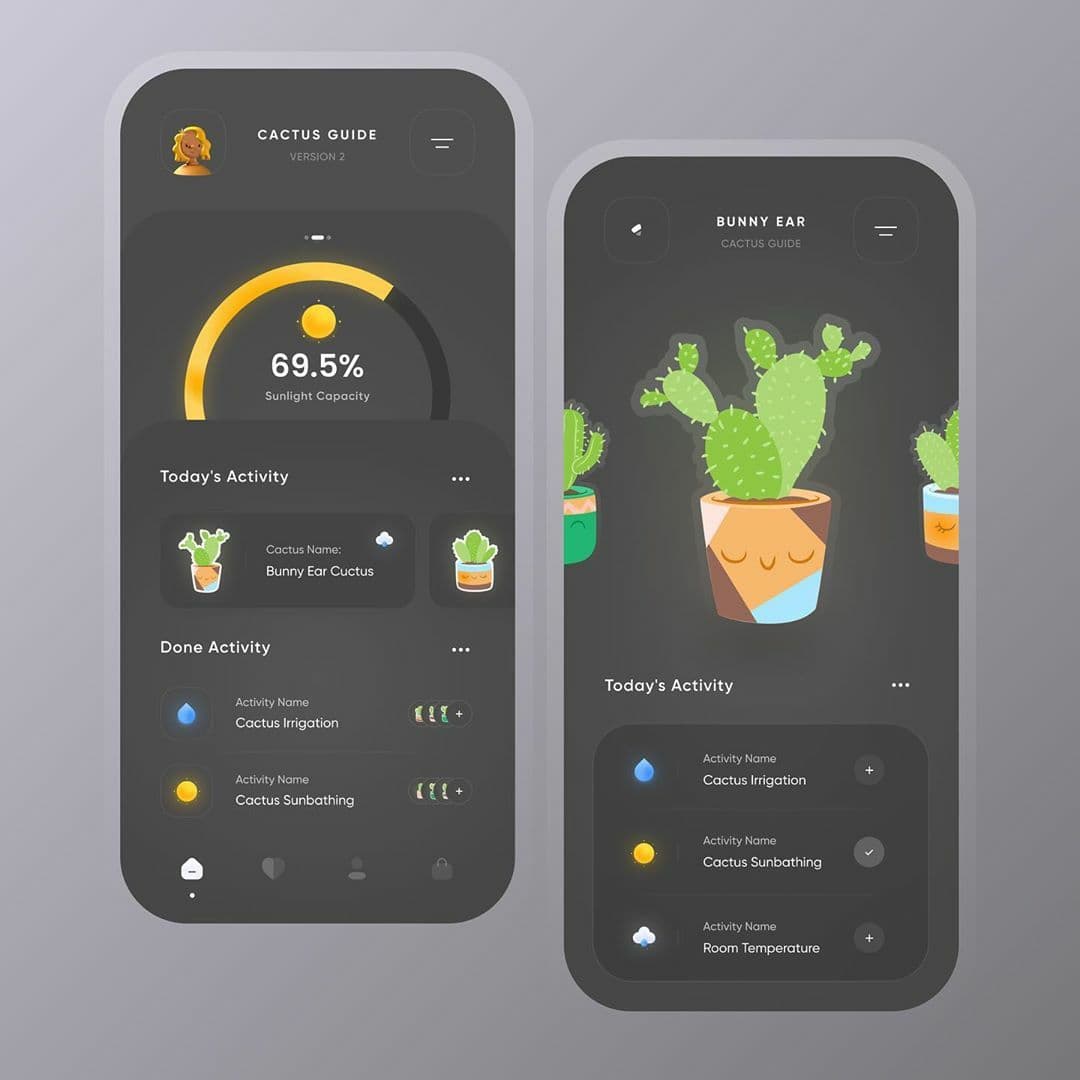 CACTUS GUIDE
VERSION 2
69.5%
Sunlight Capacity
Today's Activity
Cactus Name:
Bunny Ear Cuctus
Done Activity
Activity Name
Cactus Irrigation
+
Activity Name
Cactus Sunbathing
+
BUNNY EAR
CACTUS GUIDE
Today's Activity
Activity Name
Cactus Irrigation
+
Activity Name
Cactus Sunbathing
Activity Name
Room Temperature
+